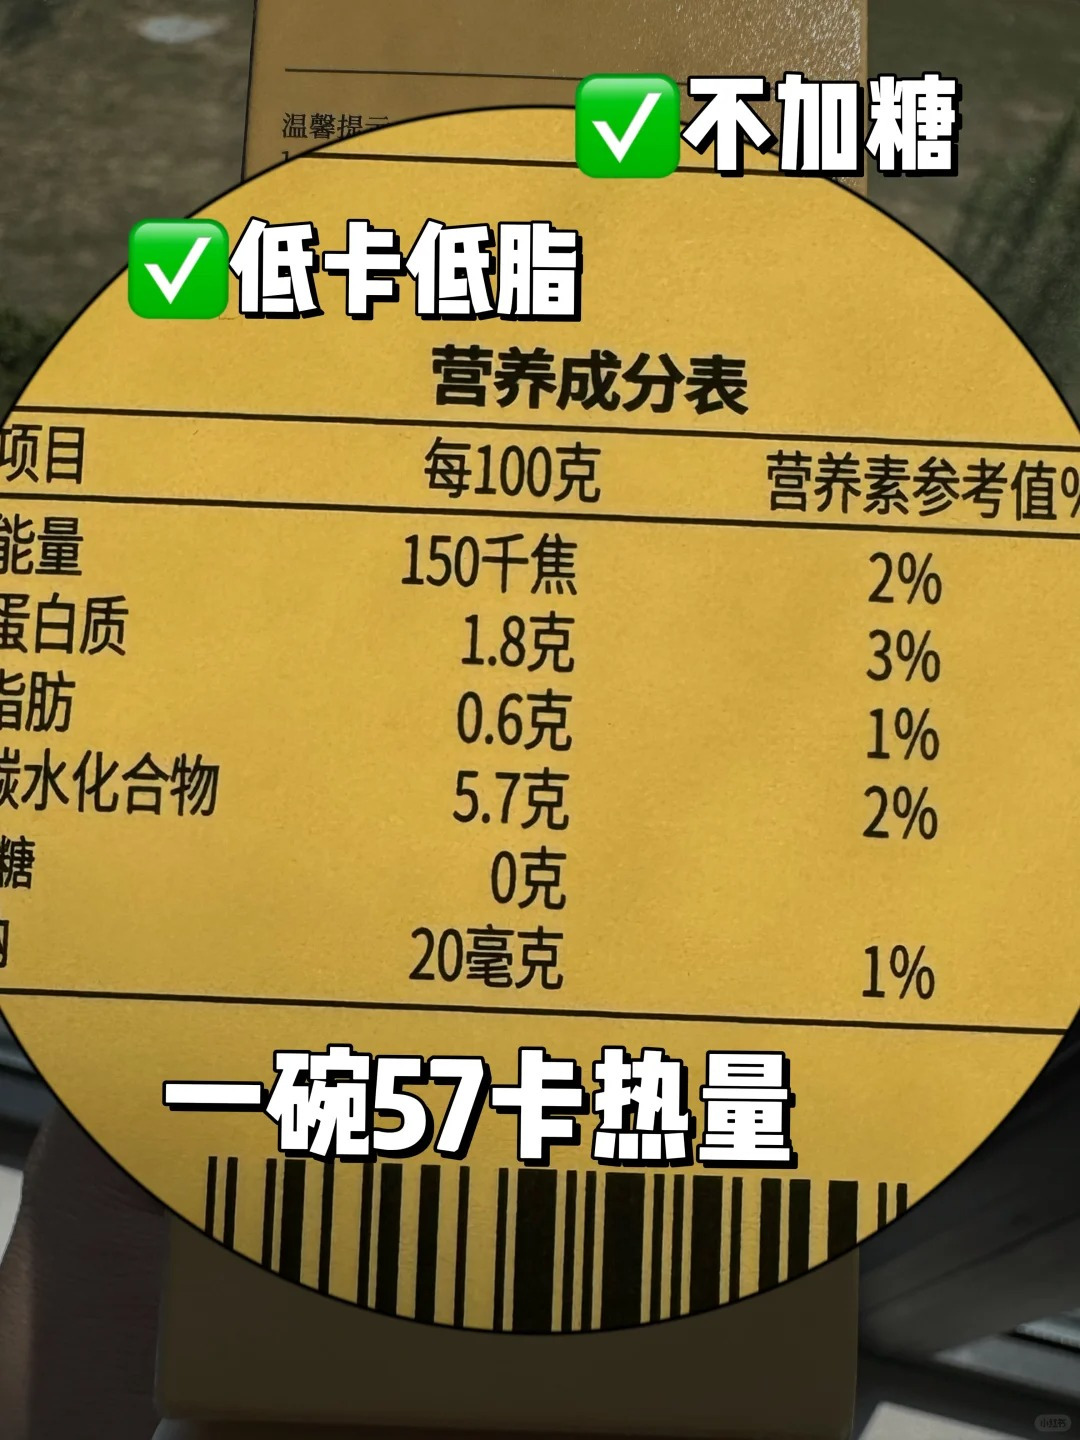 温馨提示
✅不加糖
✅低卡低脂
营养成分表
项目 每100克 营养素参考值%
能量 150千焦 2%
蛋白质 1.8克 3%
脂肪 0.6克 1%
碳水化合物 5.7克 2%
糖 0克
20毫克 1%
一碗57卡热量
小红书